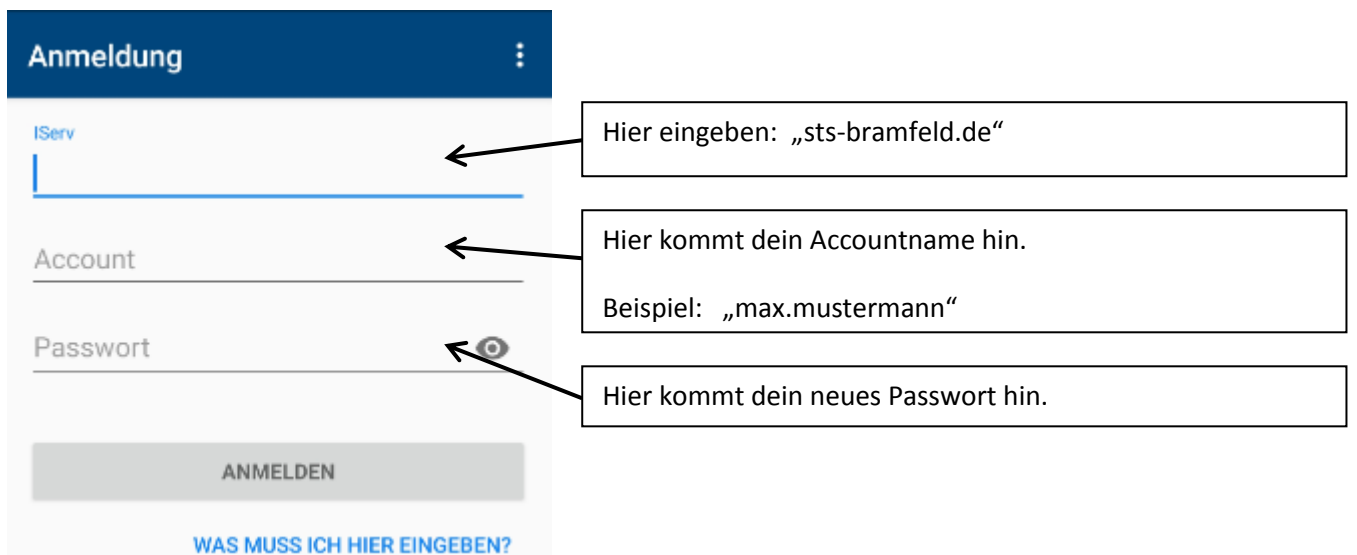 Anmeldung
IServ
Hier eingeben: „sts-bramfeld.de“
Account
Hier kommt dein Accountname hin.
Beispiel: „max.mustermann“
Passwort
Hier kommt dein neues Passwort hin.
ANMELDEN
WAS MUSS ICH HIER EINGEBEN?